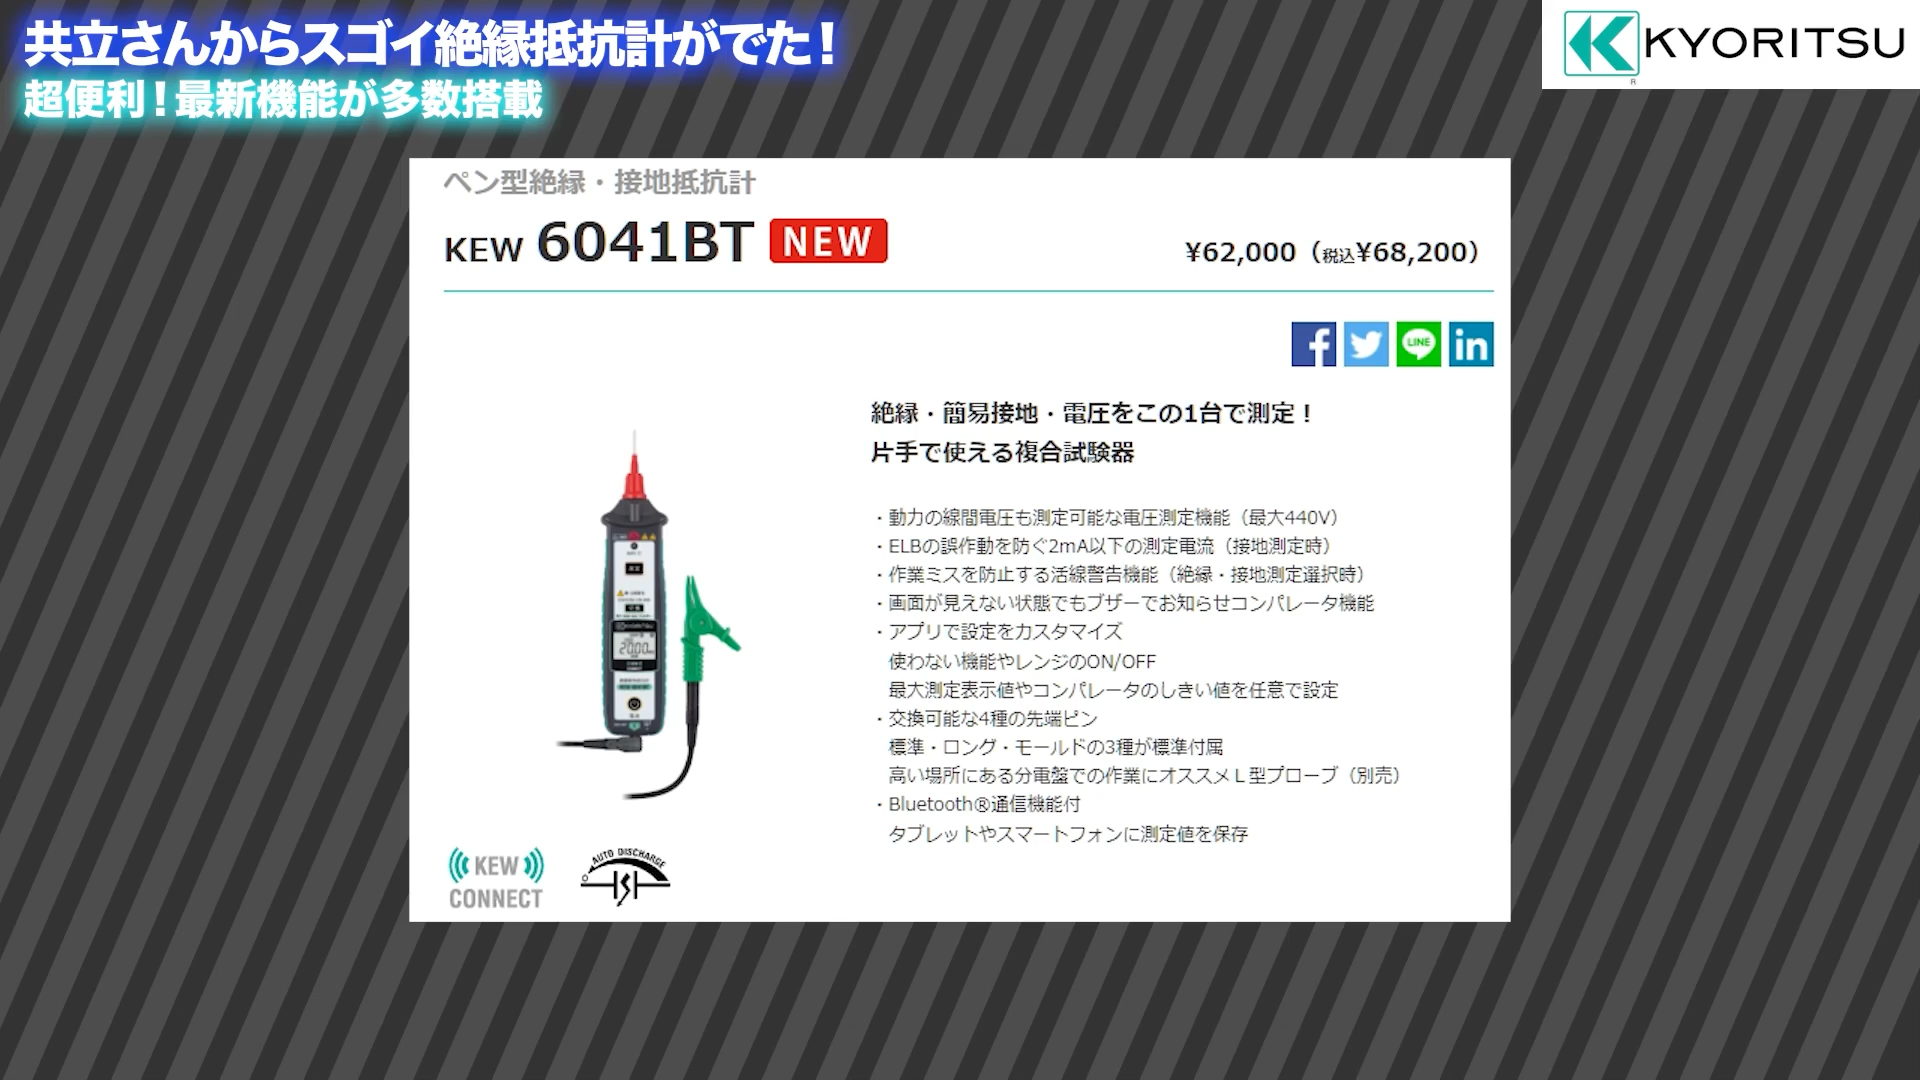 共立さんからスゴイ絶縁抵抗計がでた！
超便利！最新機能が多数搭載
KYORITSU
ペン型絶縁・接地抵抗計
KEW 6041BT NEW
¥62,000（税込¥68,200）
LINE
絶縁・簡易接地・電圧をこの1台で測定！
片手で使える複合試験器
・動力の線間電圧も測定可能な電圧測定機能（最大440V）
・ELBの誤作動を防ぐ2mA以下の測定電流（接地測定時）
・作業ミスを防止する活線警告機能（絶縁・接地測定選択時）
・画面が見えない状態でもブザーでお知らせコンパレータ機能
・アプリで設定をカスタマイズ
使わない機能やレンジのON/OFF
最大測定表示値やコンパレータのしきい値を任意で設定
・交換可能な4種の先端ピン
標準・ロング・モールドの3種が標準付属
高い場所にある分電盤での作業にオススメＬ型プローブ（別売）
・Bluetooth®通信機能付
タブレットやスマートフォンに測定値を保存
20.00
KEW
CONNECT
AUTO DISCHARGE